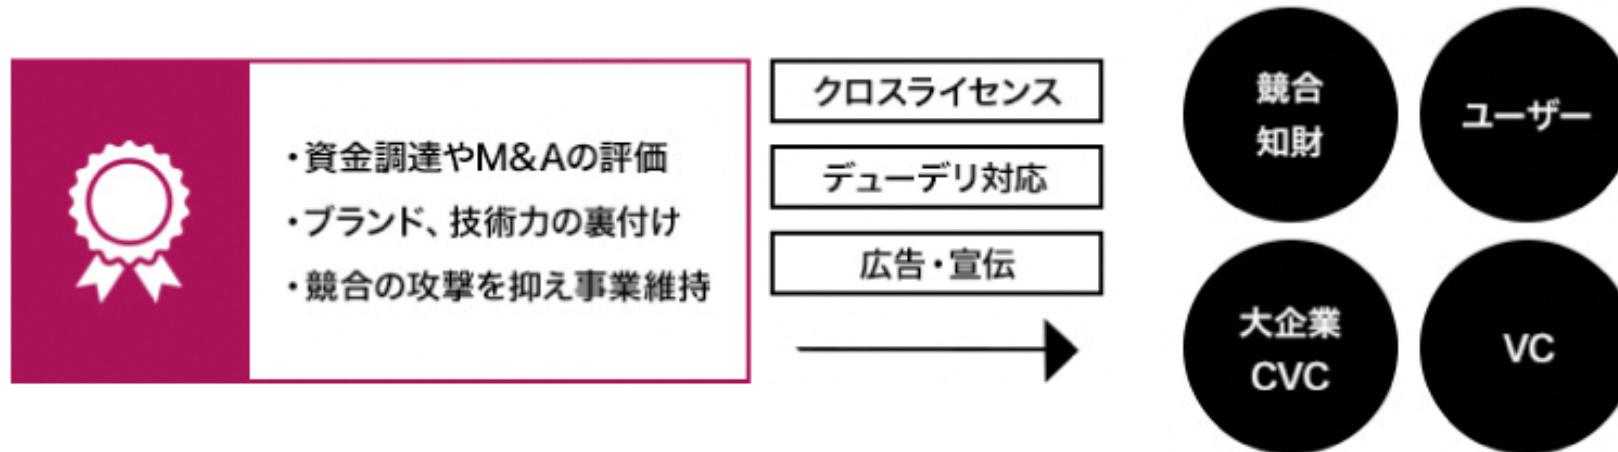 ・資金調達やM&Aの評価
・ブランド、技術力の裏付け
・競合の攻撃を抑え事業維持
クロスライセンス
デューデリ対応
広告・宣伝
競合
知財
ユーザー
大企業
CVC
VC